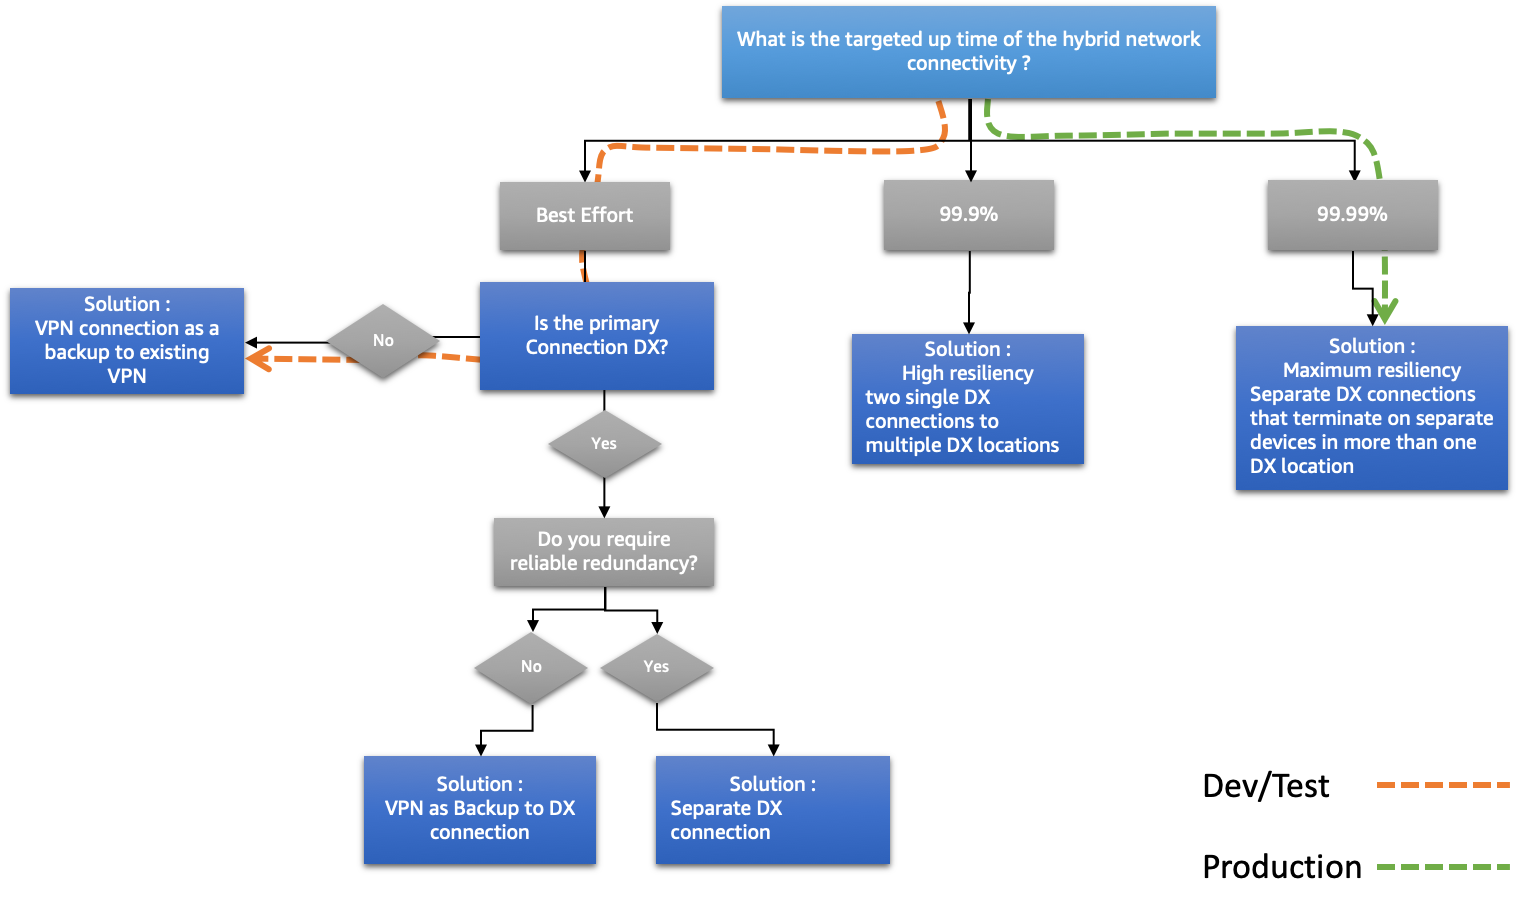 What is the targeted up time of the hybrid network
connectivity ?
Best Effort
99.9%
99.99%
Solution :
VPN connection as a
backup to existing
VPN
No
Is the primary
Connection DX?
Solution :
High resiliency
two single DX
connections to
multiple DX locations
Solution :
Maximum resiliency
Separate DX connections
that terminate on separate
devices in more than one
DX location
Yes
Do you require
reliable redundancy?
No
Yes
Solution :
VPN as Backup to DX
connection
Solution :
Separate DX
connection
Dev/Test
Production